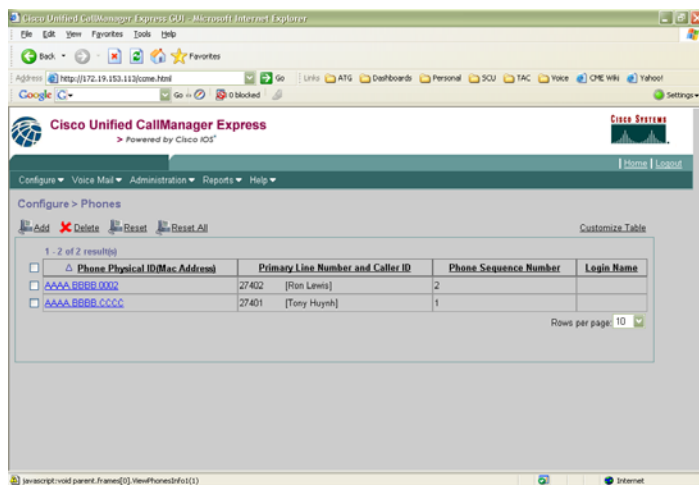 Cisco Unified CallManager Express GUI - Microsoft Internet Explorer
File Edit View Favorites Tools Help
Back Favorites
Address http://172.19.153.113/ccme.html Go Links ATG Dashboards Personal SCU TAC Voice CME Wiki Yahoo!
Google G Go 0 blocked Settings
Cisco Unified CallManager Express
> Powered by Cisco IOS®
CISCO SYSTEMS
Home | Logout
Configure Voice Mail Administration Reports Help
Configure > Phones
Add Delete Reset Reset All Customize Table
1 - 2 of 2 result(s)
Phone Physical ID(Mac Address) Primary Line Number and Caller ID Phone Sequence Number Login Name
AAAA.BBBB.0002 27402 [Ron Lewis] 2
AAAA.BBBB.CCCC 27401 [Tony Huynh] 1
Rows per page: 10
javascript:void parent.frames[0].ViewPhonesInfo1(1) Internet